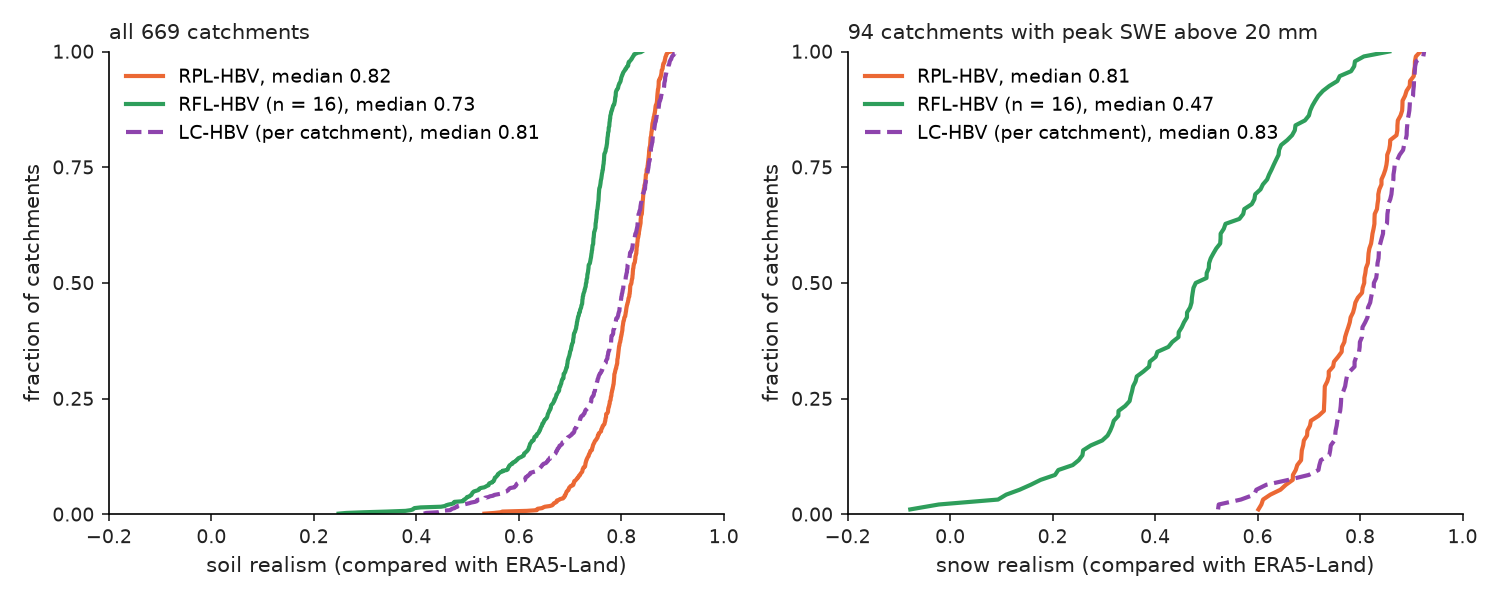 all 669 catchments
1.00
0.75
0.50
0.25
0.00
fraction of catchments
RPL-HBV, median 0.82
RFL-HBV (n = 16), median 0.73
LC-HBV (per catchment), median 0.81
−0.2 0.0 0.2 0.4 0.6 0.8 1.0
soil realism (compared with ERA5-Land)
94 catchments with peak SWE above 20 mm
1.00
0.75
0.50
0.25
0.00
fraction of catchments
RPL-HBV, median 0.81
RFL-HBV (n = 16), median 0.47
LC-HBV (per catchment), median 0.83
−0.2 0.0 0.2 0.4 0.6 0.8 1.0
snow realism (compared with ERA5-Land)